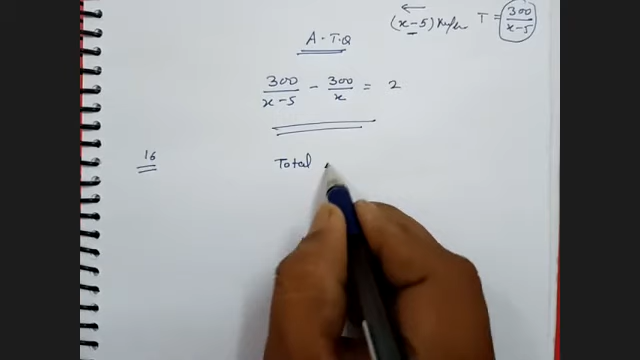 (x-5) km/hr T = 300/x-5
A.T.Q
300/x-5 - 300/x = 2
16
Total